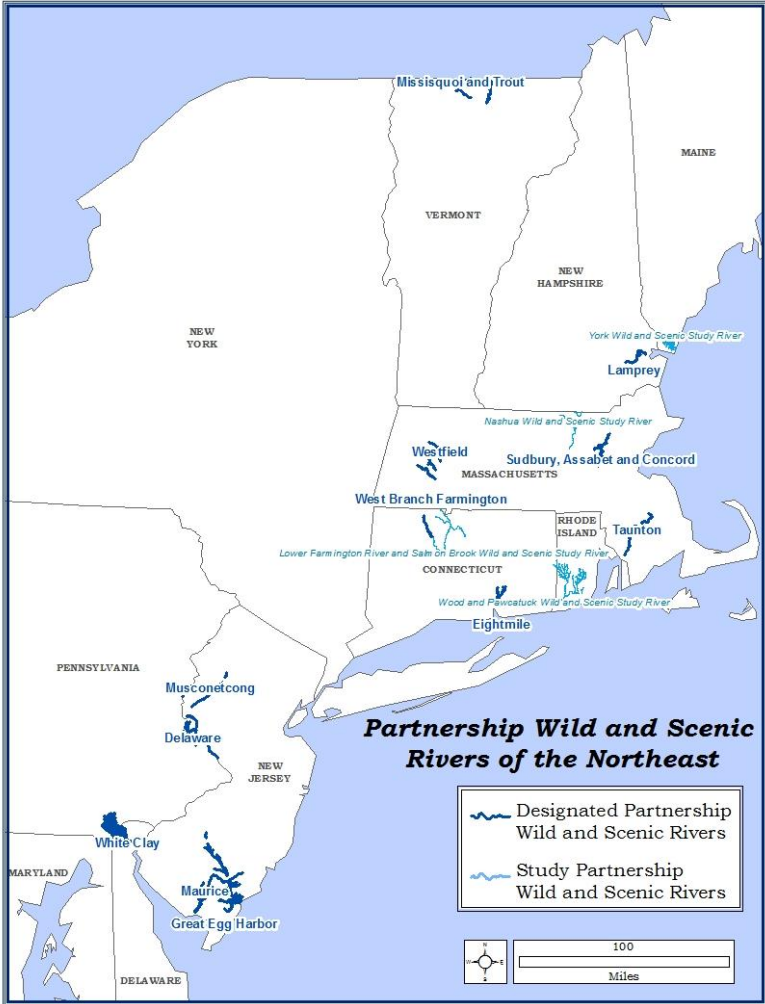 Missisquoi and Trout
MAINE
VERMONT
NEW
HAMPSHIRE
NEW
YORK
York Wild and Scenic Study River
Lamprey
Nashua Wild and Scenic Study River
Westfield
Sudbury, Assabet and Concord
MASSACHUSETTS
West Branch Farmington
RHODE
ISLAND
Taunton
Lower Farmington River and Salmon Brook Wild and Scenic Study River
CONNECTICUT
Wood and Pawcatuck Wild and Scenic Study River
Eightmile
PENNSYLVANIA
Musconetcong
Delaware
NEW
JERSEY
Partnership Wild and Scenic
Rivers of the Northeast
Designated Partnership
Wild and Scenic Rivers
Study Partnership
Wild and Scenic Rivers
White Clay
MARYLAND
Maurice
Great Egg Harbor
DELAWARE
N
W E
S
100
Miles